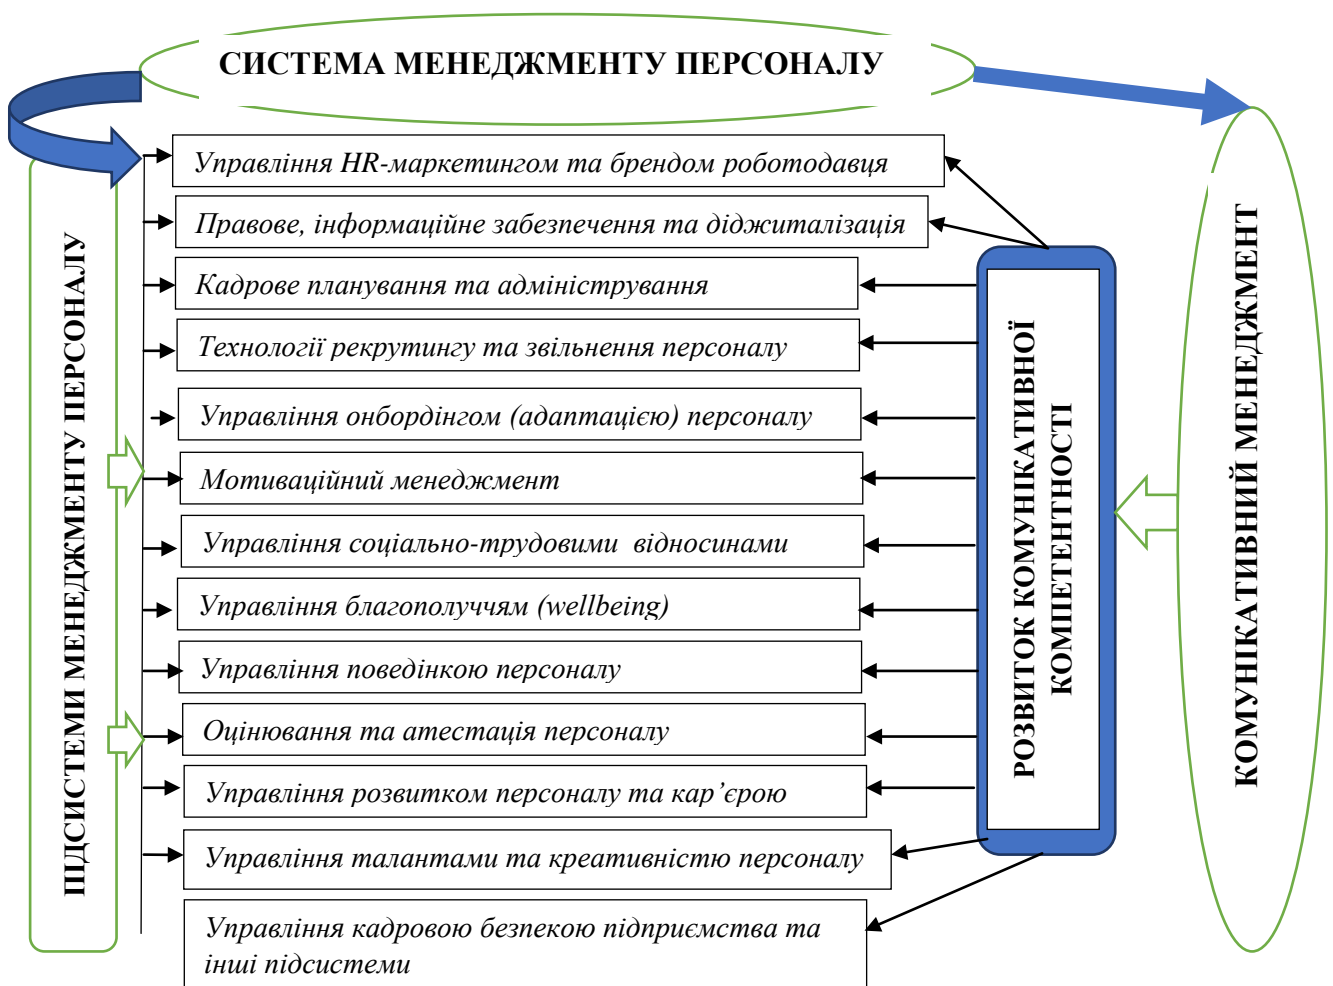 СИСТЕМА МЕНЕДЖМЕНТУ ПЕРСОНАЛУ
ПІДСИСТЕМИ МЕНЕДЖМЕНТУ ПЕРСОНАЛУ
Управління HR-маркетингом та брендом роботодавця
Правове, інформаційне забезпечення та діджиталізація
Кадрове планування та адміністрування
Технології рекрутингу та звільнення персоналу
Управління онбордінгом (адаптацією) персоналу
Мотиваційний менеджмент
Управління соціально-трудовими відносинами
Управління благополуччям (wellbeing)
Управління поведінкою персоналу
Оцінювання та атестація персоналу
Управління розвитком персоналу та кар’єрою
Управління талантами та креативністю персоналу
Управління кадровою безпекою підприємства та
інші підсистеми
РОЗВИТОК КОМУНІКАТИВНОЇ
КОМПЕТЕНТНОСТІ
КОМУНІКАТИВНИЙ МЕНЕДЖМЕНТ